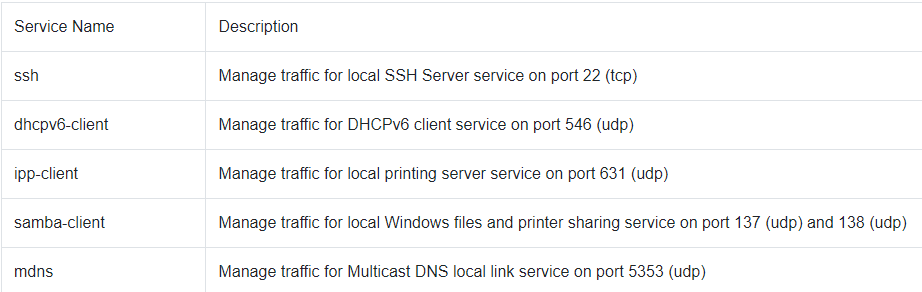 Service Name Description
ssh Manage traffic for local SSH Server service on port 22 (tcp)
dhcpv6-client Manage traffic for DHCPv6 client service on port 546 (udp)
ipp-client Manage traffic for local printing server service on port 631 (udp)
samba-client Manage traffic for local Windows files and printer sharing service on port 137 (udp) and 138 (udp)
mdns Manage traffic for Multicast DNS local link service on port 5353 (udp)